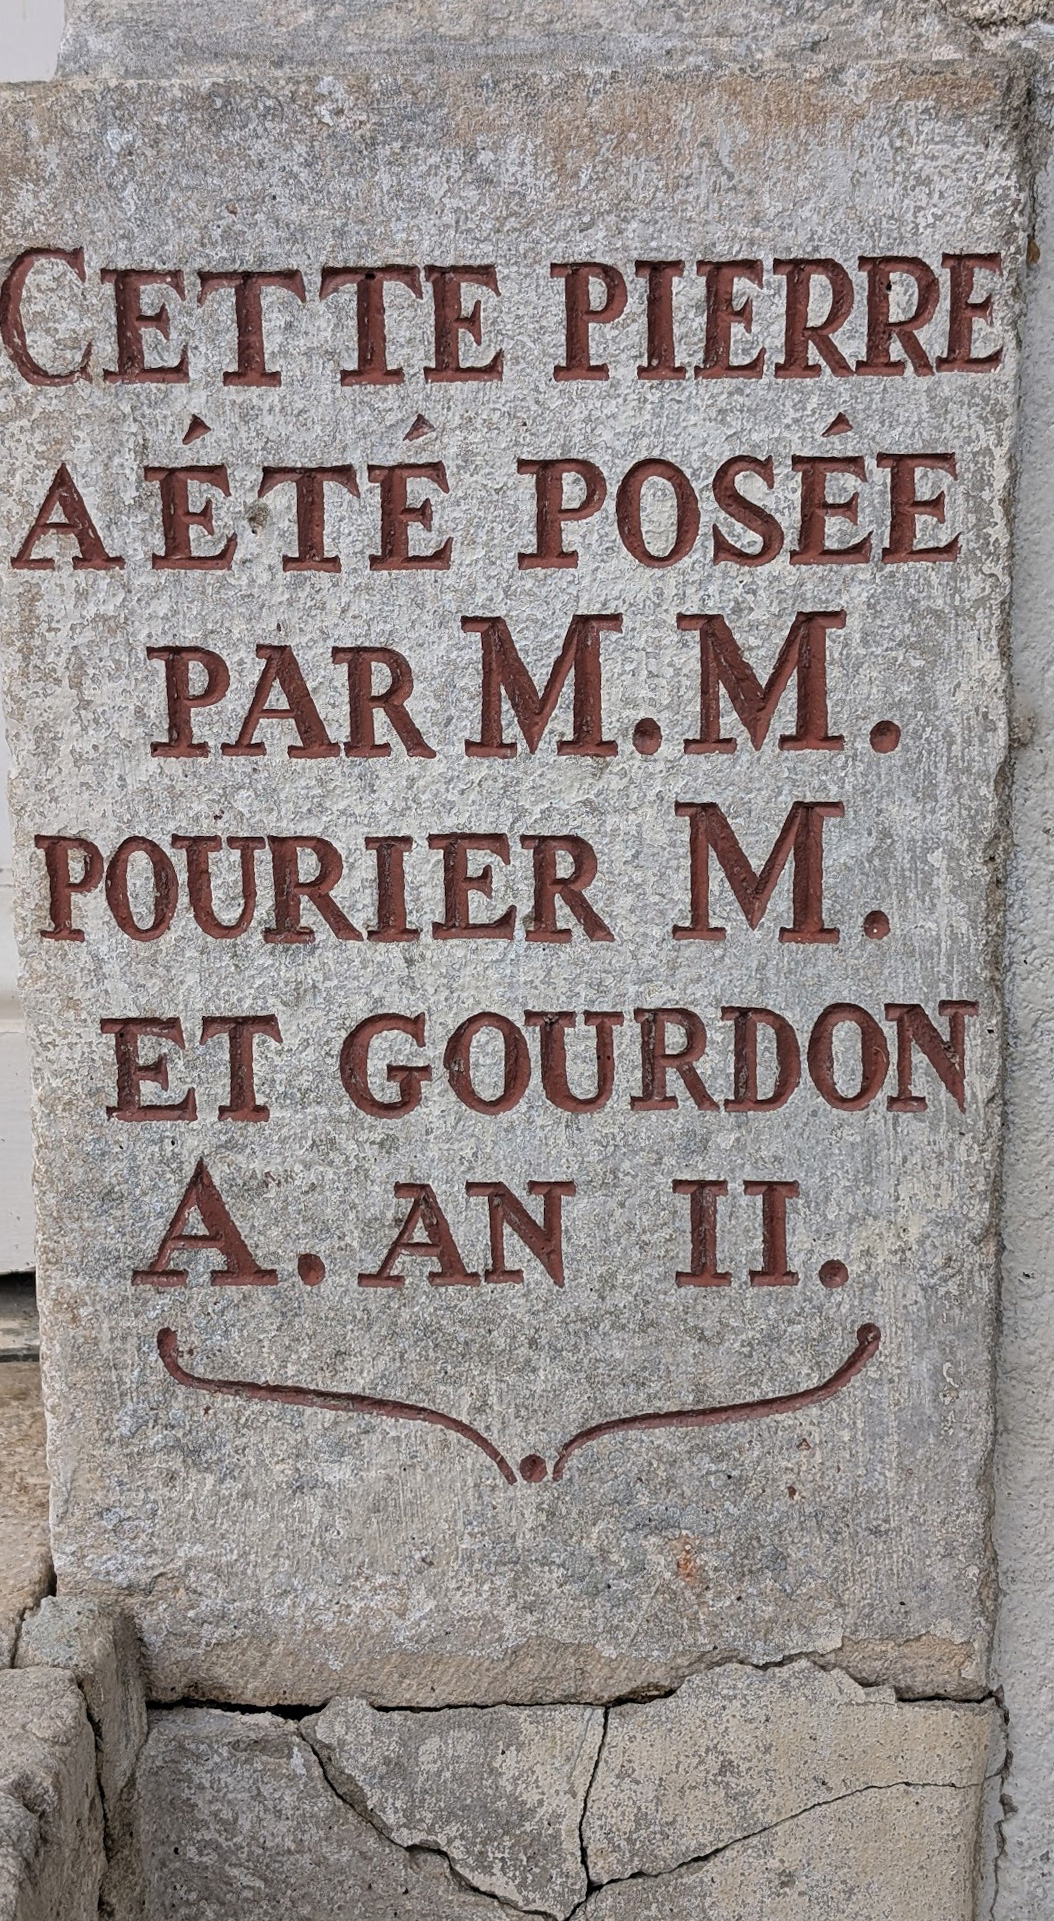 CETTE PIERRE
A ÉTÉ POSÉE
PAR M.M.
POURIER M.
ET GOURDON
A. AN II.